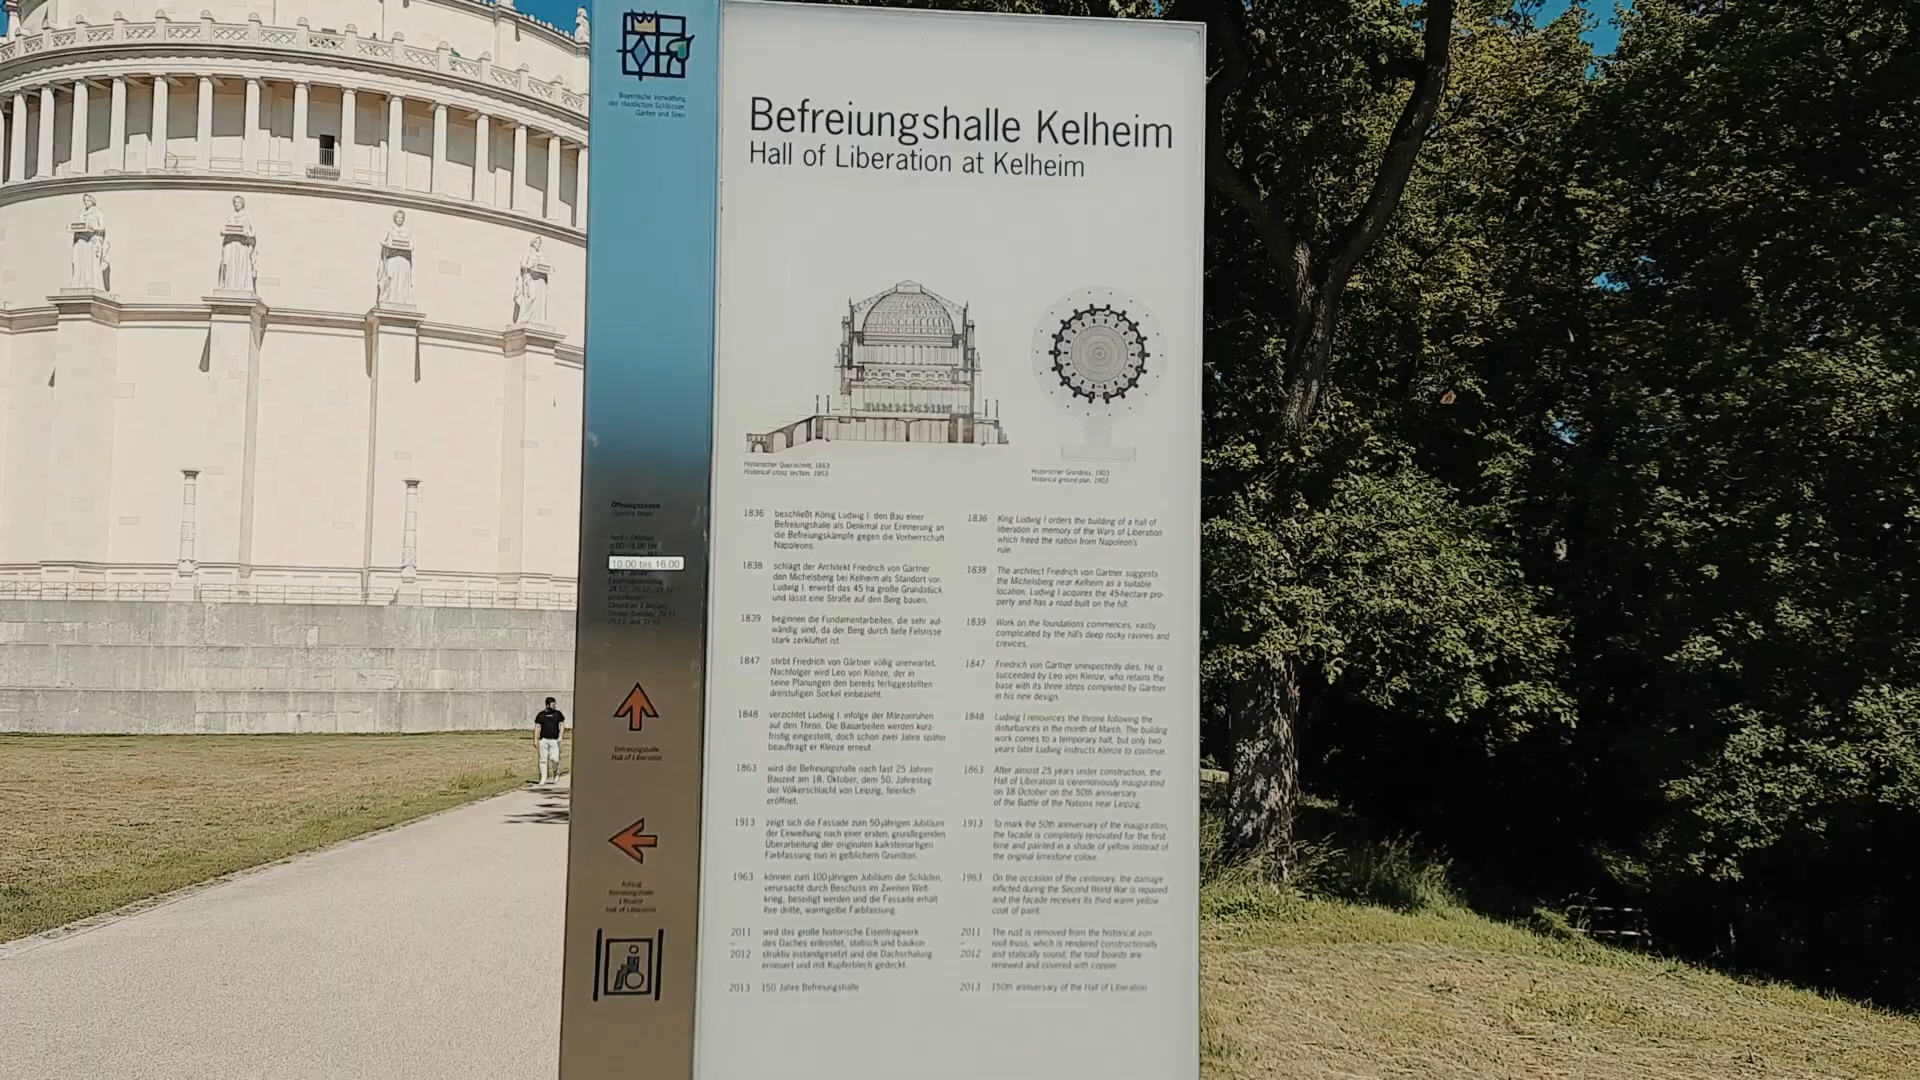 Bayerische Verwaltung
der staatlichen Schlösser,
Gärten und Seen
Befreiungshalle Kelheim
Hall of Liberation at Kelheim
Historischer Querschnitt, 1863
Historical cross section, 1863
Historischer Grundriss, 1903
Historical ground plan, 1903
Öffnungszeiten
Opening times
April – Oktober
10.00 bis 16.00
Befreiungshalle
Hall of Liberation
Aufzug
Befreiungshalle
Elevator
Hall of Liberation
1836 beschließt König Ludwig I. den Bau einer
Befreiungshalle als Denkmal zur Erinnerung an
die Befreiungskämpfe gegen die Vorherrschaft
Napoleons.
1838 schlägt der Architekt Friedrich von Gärtner
den Michelsberg bei Kelheim als Standort vor.
Ludwig I. erwirbt das 45 ha große Grundstück
und lässt eine Straße auf den Berg bauen.
1839 beginnen die Fundamentarbeiten, die sehr auf-
wändig sind, da der Berg durch tiefe Felsrisse
stark zerklüftet ist.
1847 stirbt Friedrich von Gärtner völlig unerwartet.
Nachfolger wird Leo von Klenze, der in
seine Planungen den bereits fertiggestellten
dreistufigen Sockel einbezieht.
1848 verzichtet Ludwig I. infolge der Märzunruhen
auf den Thron. Die Bauarbeiten werden kurz-
fristig eingestellt, doch schon zwei Jahre später
beauftragt er Klenze erneut.
1863 wird die Befreiungshalle nach fast 25 Jahren
Bauzeit am 18. Oktober, dem 50. Jahrestag
der Völkerschlacht von Leipzig, feierlich
eröffnet.
1913 zeigt sich die Fassade zum 50-jährigen Jubiläum
der Einweihung nach einer ersten, grundlegenden
Überarbeitung der originalen kalksteinartigen
Farbfassung nun in gelblichem Grundton.
1963 können zum 100-jährigen Jubiläum die Schäden,
verursacht durch Beschuss im Zweiten Welt-
krieg, beseitigt werden und die Fassade erhält
ihre dritte, warmgelbe Farbfassung.
2011 wird das große historische Eisentragwerk
– des Daches entrostet, statisch und baukon-
2012 struktiv instandgesetzt und die Dachschalung
erneuert und mit Kupferblech gedeckt.
2013 150 Jahre Befreiungshalle
1836 King Ludwig I orders the building of a hall of
liberation in memory of the Wars of Liberation
which freed the nation from Napoleon's
rule.
1838 The architect Friedrich von Gärtner suggests
the Michelsberg near Kelheim as a suitable
location. Ludwig I acquires the 45-hectare pro-
perty and has a road built on the hill.
1839 Work on the foundations commences, vastly
complicated by the hill's deep rocky ravines and
crevices.
1847 Friedrich von Gärtner unexpectedly dies. He is
succeeded by Leo von Klenze, who retains the
base with its three steps completed by Gärtner
in his new design.
1848 Ludwig I renounces the throne following the
disturbances in the month of March. The building
work comes to a temporary halt, but only two
years later Ludwig instructs Klenze to continue.
1863 After almost 25 years under construction, the
Hall of Liberation is ceremoniously inaugurated
on 18 October on the 50th anniversary
of the Battle of the Nations near Leipzig.
1913 To mark the 50th anniversary of the inauguration,
the façade is completely renovated for the first
time and painted in a shade of yellow instead of
the original limestone colour.
1963 On the occasion of the centenary, the damage
inflicted during the Second World War is repaired
and the façade receives its third warm yellow
coat of paint.
2011 The rust is removed from the historical iron
– roof truss, which is rendered constructionally
2012 and statically sound, the roof boards are
renewed and covered with copper.
2013 150th anniversary of the Hall of Liberation